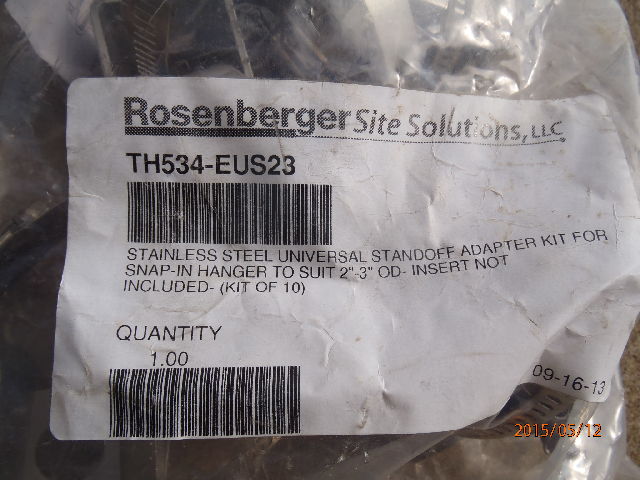 Rosenberger Site Solutions, LLC
TH534-EUS23
STAINLESS STEEL UNIVERSAL STANDOFF ADAPTER KIT FOR
SNAP-IN HANGER TO SUIT 2"-3" OD- INSERT NOT
INCLUDED- (KIT OF 10)
QUANTITY
1.00
09-16-13
2015/05/12